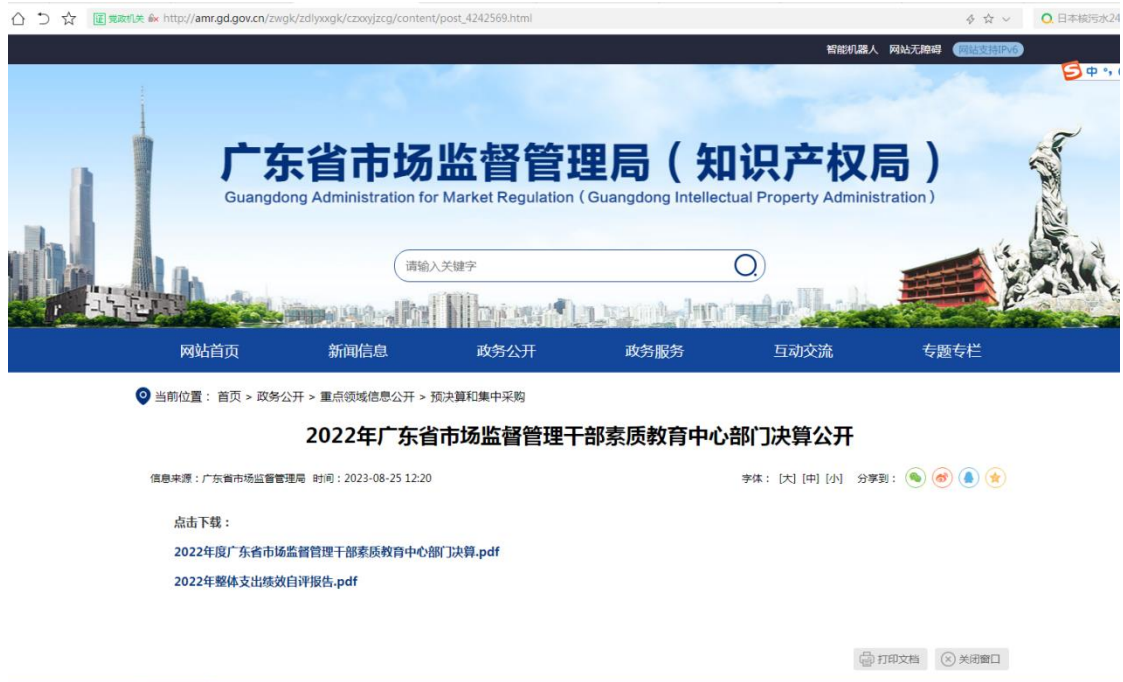 证 党政机关 http://amr.gd.gov.cn/zwgk/zdlyxxgk/czxxyjzcg/content/post_4242569.html 日本核污水24
智能机器人 网站无障碍 网站支持IPv6
中
广东省市场监督管理局（知识产权局）
Guangdong Administration for Market Regulation（Guangdong Intellectual Property Administration）
请输入关键字
网站首页 新闻信息 政务公开 政务服务 互动交流 专题专栏
当前位置： 首页 > 政务公开 > 重点领域信息公开 > 预决算和集中采购
2022年广东省市场监督管理干部素质教育中心部门决算公开
信息来源：广东省市场监督管理局 时间：2023-08-25 12:20 字体： [大] [中] [小] 分享到：
点击下载：
2022年度广东省市场监督管理干部素质教育中心部门决算.pdf
2022年整体支出绩效自评报告.pdf
打印文档 关闭窗口